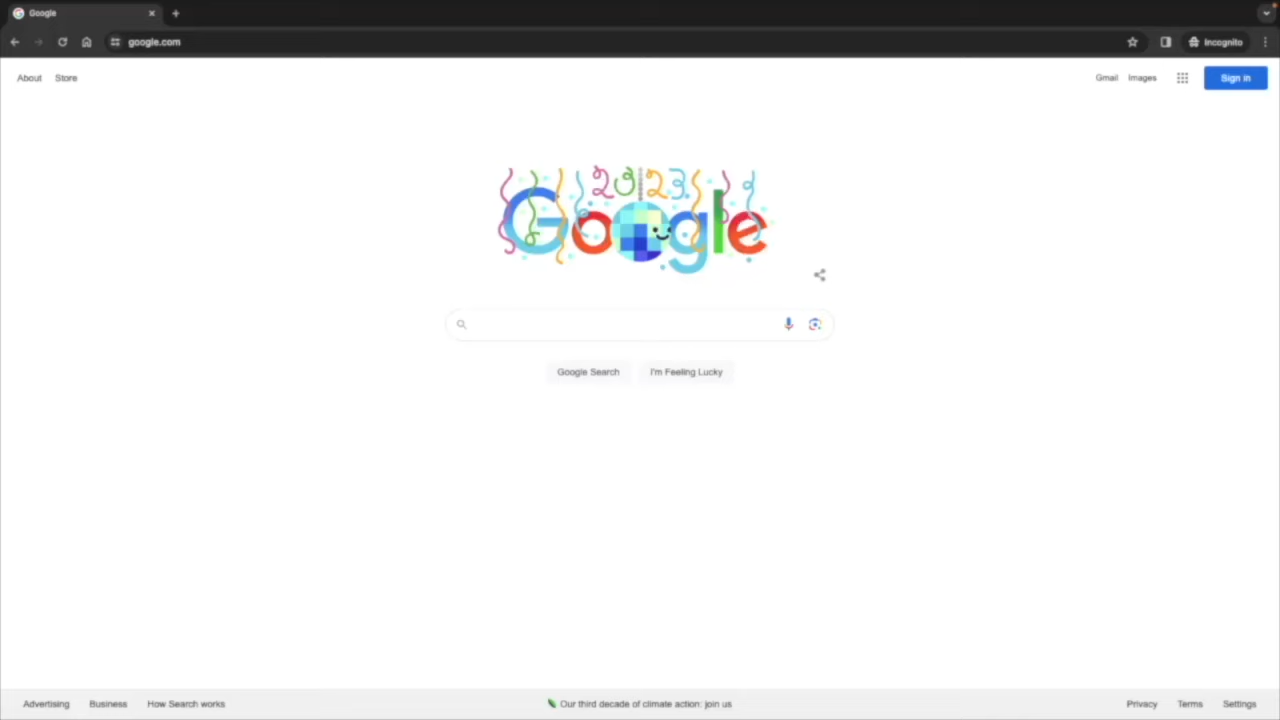 Google
google.com
Incognito
About Store
Gmail Images Sign in
2023
Google
Google Search I'm Feeling Lucky
Advertising Business How Search works
Our third decade of climate action: join us
Privacy Terms Settings